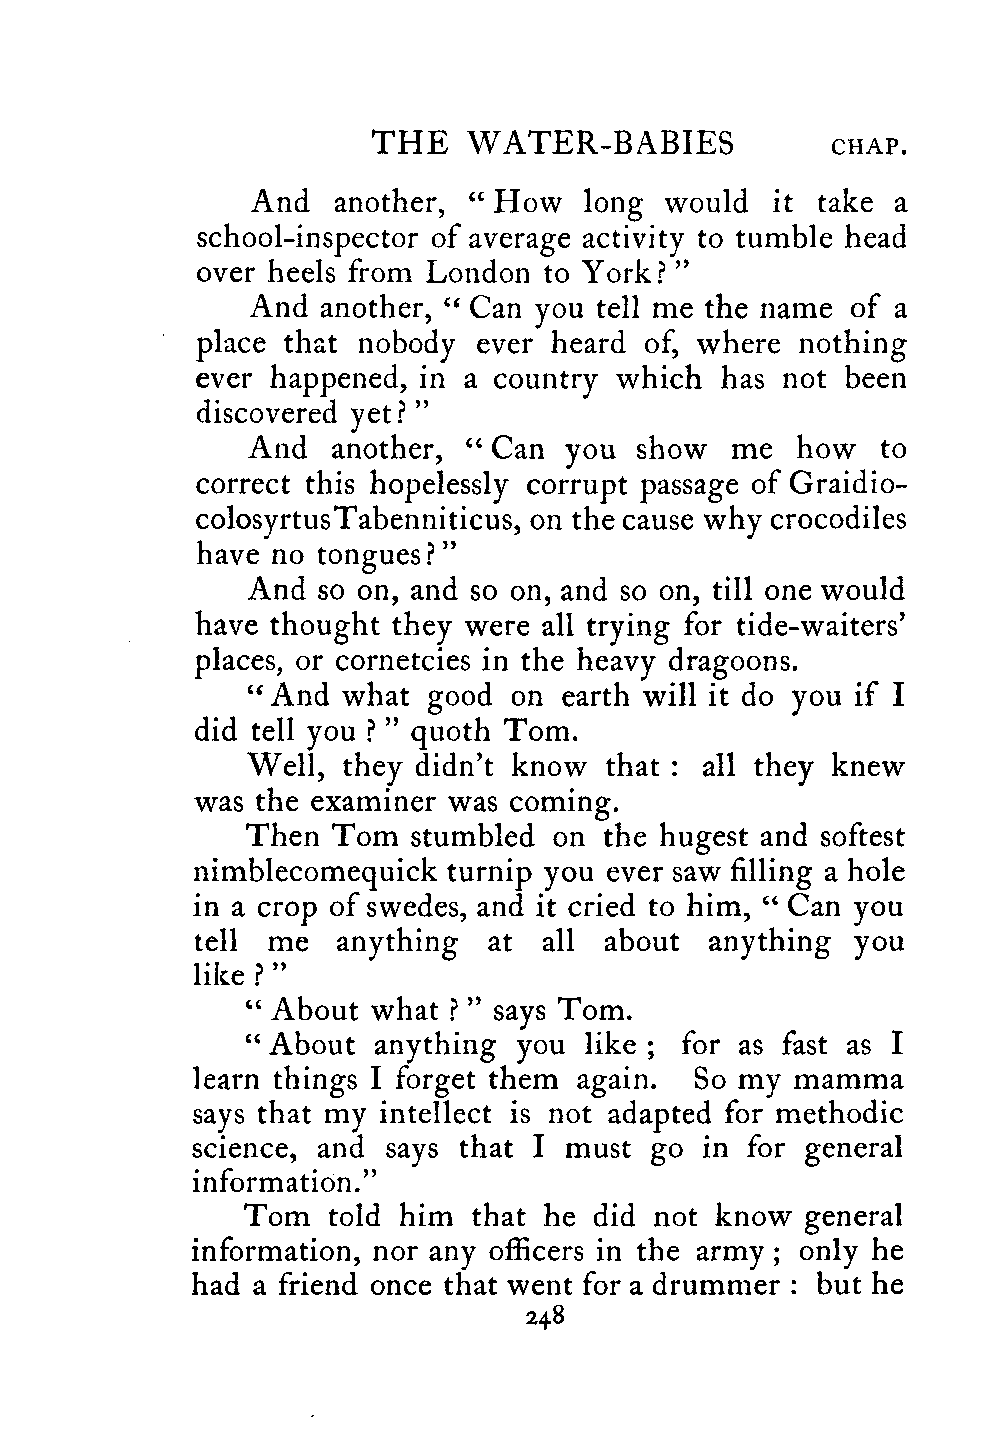 THE WATER-BABIES CHAP.
And another, “ How long would it take a
school-inspector of average activity to tumble head
over heels from London to York? ”
And another, “ Can you tell me the name of a
place that nobody ever heard of, where nothing
ever happened, in a country which has not been
discovered yet? ”
And another, “ Can you show me how to
correct this hopelessly corrupt passage of Graidio-
colosyrtusTabenniticus, on the cause why crocodiles
have no tongues? ”
And so on, and so on, and so on, till one would
have thought they were all trying for tide-waiters’
places, or cornetcies in the heavy dragoons.
“ And what good on earth will it do you if I
did tell you ? ” quoth Tom.
Well, they didn’t know that : all they knew
was the examiner was coming.
Then Tom stumbled on the hugest and softest
nimblecomequick turnip you ever saw filling a hole
in a crop of swedes, and it cried to him, “ Can you
tell me anything at all about anything you
like ? ”
“ About what ? ” says Tom.
“ About anything you like ; for as fast as I
learn things I forget them again. So my mamma
says that my intellect is not adapted for methodic
science, and says that I must go in for general
information.”
Tom told him that he did not know general
information, nor any officers in the army ; only he
had a friend once that went for a drummer : but he
248